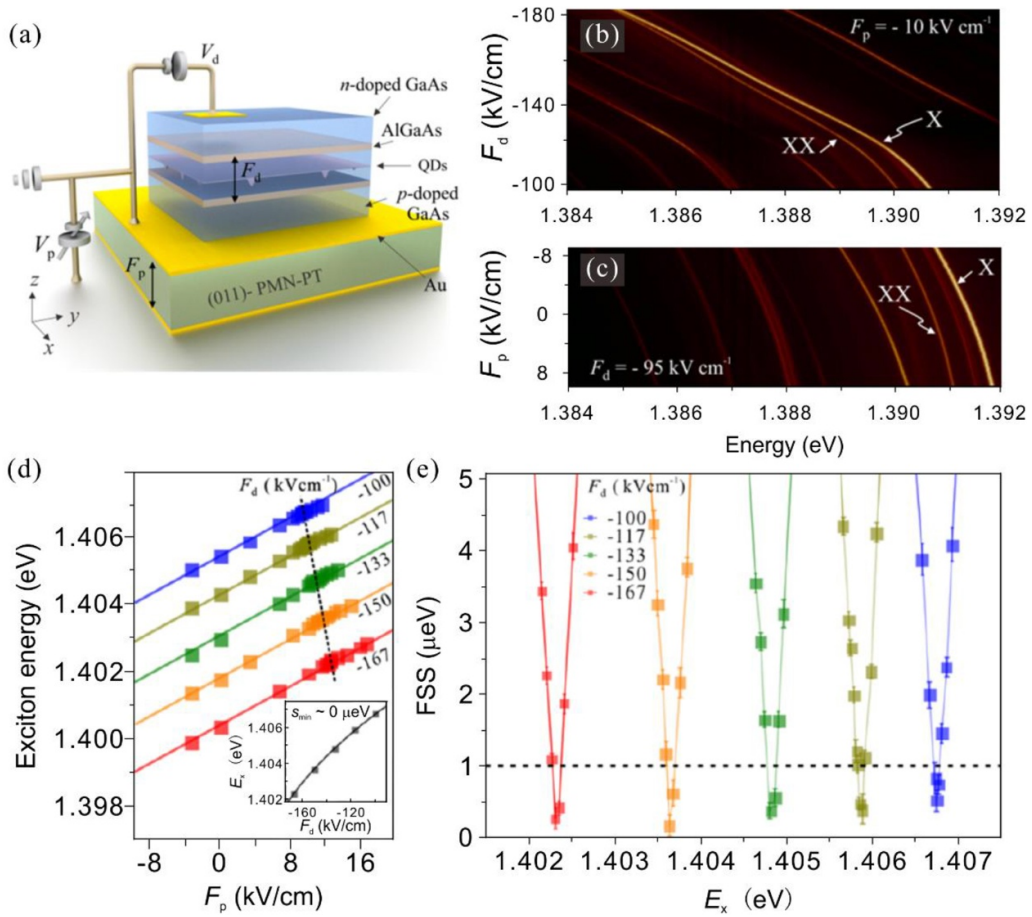 (a)
V_d
n-doped GaAs
AlGaAs
QDs
F_d
p-doped
GaAs
V_p
F_p
(011)- PMN-PT
Au
z
y
x
(b)
F_p = - 10 kV cm⁻¹
F_d (kV/cm)
-180
-140
-100
XX
X
1.384
1.386
1.388
1.390
1.392
(c)
F_p (kV/cm)
-8
0
8
XX
X
F_d = - 95 kV cm⁻¹
1.384
1.386
1.388
1.390
1.392
Energy (eV)
(d)
Exciton energy (eV)
1.406
1.404
1.402
1.400
1.398
F_d ( kVcm⁻¹)
-100
-117
-133
-150
-167
s_min ~ 0 μeV
E_x (eV)
1.406
1.404
1.402
-160
-120
F_d (kV/cm)
-8
0
8
16
F_p (kV/cm)
(e)
FSS (μeV)
5
4
3
2
1
0
F_d ( kVcm⁻¹)
-100
-117
-133
-150
-167
1.402
1.403
1.404
1.405
1.406
1.407
E_x (eV)